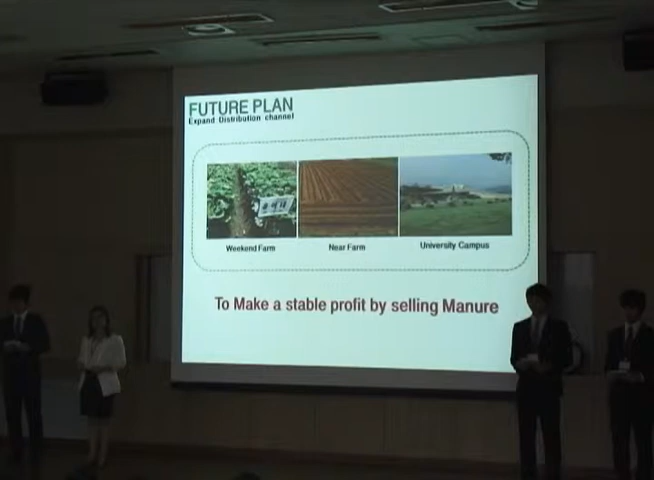 FUTURE PLAN
Expand Distribution channel
Weekend Farm
Near Farm
University Campus
To Make a stable profit by selling Manure